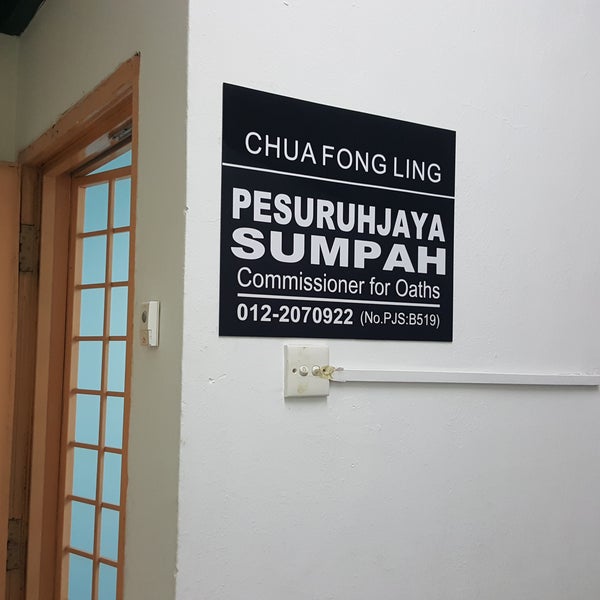 CHUA FONG LING
PESURUHJAYA
SUMPAH
Commissioner for Oaths
012-2070922 (No.PJS:B519)